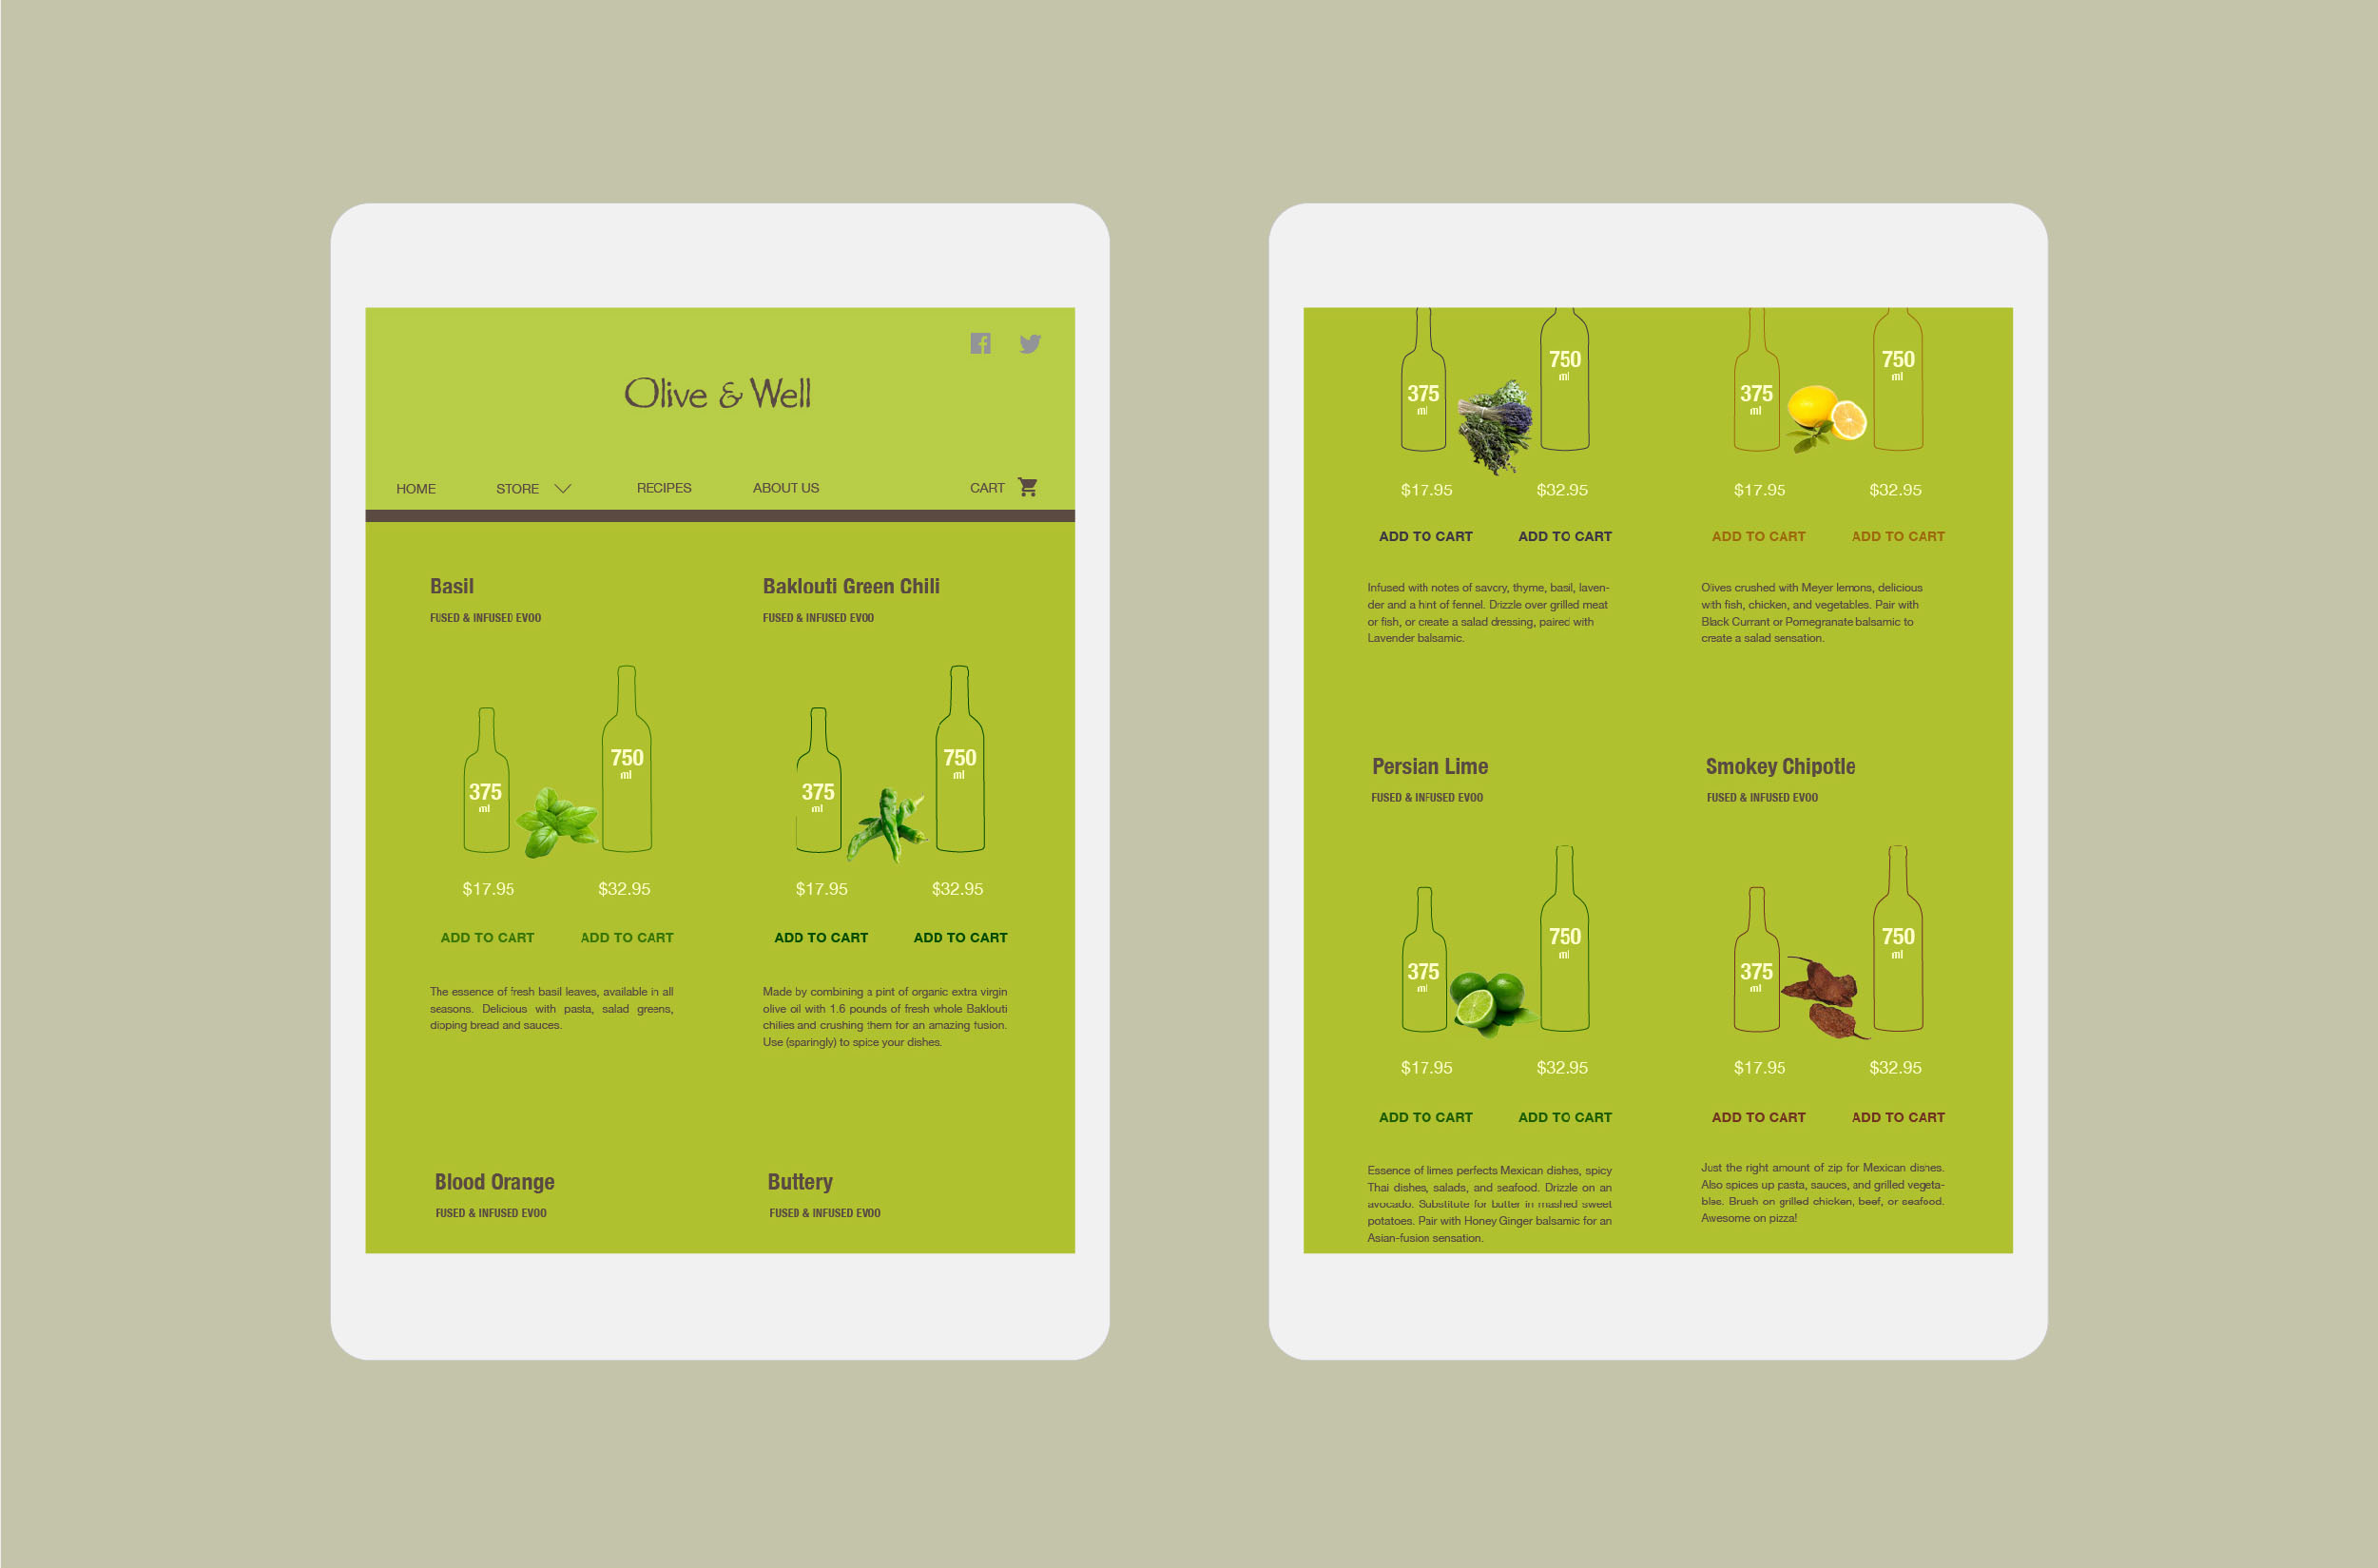 Olive & Well
HOME STORE RECIPES ABOUT US CART
Basil
FUSED & INFUSED EVOO
375
ml
750
ml
$17.95 $32.95
ADD TO CART ADD TO CART
The essence of fresh basil leaves, available in all
seasons. Delicious with pasta, salad greens,
dipping bread and sauces.
Baklouti Green Chili
FUSED & INFUSED EVOO
375
ml
750
ml
$17.95 $32.95
ADD TO CART ADD TO CART
Made by combining a pint of organic extra virgin
olive oil with 1.6 pounds of fresh whole Baklouti
chilies and crushing them for an amazing fusion.
Use (sparingly) to spice your dishes.
Blood Orange
FUSED & INFUSED EVOO
Buttery
FUSED & INFUSED EVOO
375
ml
750
ml
$17.95 $32.95
ADD TO CART ADD TO CART
Infused with notes of savory, thyme, basil, laven-
der and a hint of fennel. Drizzle over grilled meat
or fish, or create a salad dressing, paired with
Lavender balsamic.
375
ml
750
ml
$17.95 $32.95
ADD TO CART ADD TO CART
Olives crushed with Meyer lemons, delicious
with fish, chicken, and vegetables. Pair with
Black Currant or Pomegranate balsamic to
create a salad sensation.
Persian Lime
FUSED & INFUSED EVOO
375
ml
750
ml
$17.95 $32.95
ADD TO CART ADD TO CART
Essence of limes perfects Mexican dishes, spicy
Thai dishes, salads, and seafood. Drizzle on an
avocado. Substitute for butter in mashed sweet
potatoes. Pair with Honey Ginger balsamic for an
Asian-fusion sensation.
Smokey Chipotle
FUSED & INFUSED EVOO
375
ml
750
ml
$17.95 $32.95
ADD TO CART ADD TO CART
Just the right amount of zip for Mexican dishes.
Also spices up pasta, sauces, and grilled vegeta-
bles. Brush on grilled chicken, beef, or seafood.
Awesome on pizza!